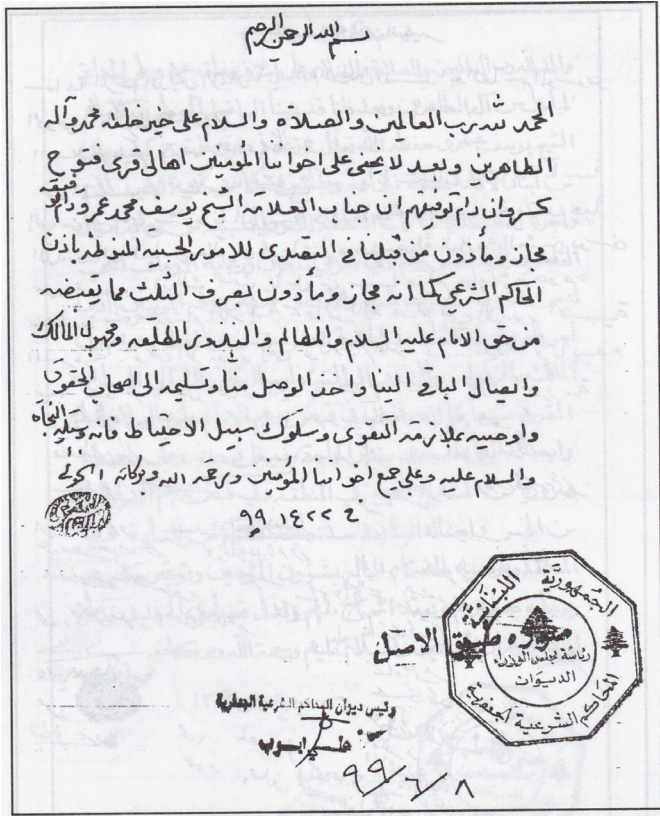 بسم الله الرحمن الرحيم
الحمد لله رب العالمين والصلاة والسلام على خير خلقه محمد وآله
الطاهرين وبعد لا يخفى على اخواننا المؤمنين اهالي قرى فتوح
كسروان زاد توفيقهم ان جناب العلامة الشيخ يوسف محمد عمرو توفيقه
مجاز ومأذون من قبلنا في التصدي للامور الحسبية المنوطة باذن
الحاكم الشرعي كما انه مجاز ومأذون بصرف الثلث مما يقبضه
من حق الامام عليه السلام والمظالم والنذور المطلقة ومجهول المالك
وايصال الباقي الينا واخذ الوصل منا وتسليمه الى اصحاب الحقوق
واوصيه بملازمة التقوى وسلوك سبيل الاحتياط فانه سبيل النجاة
والسلام عليه وعلى جميع اخواننا المؤمنين ورحمة الله وبركاته الخوئي
الجمهورية اللبنانية
رئاسة مجلس الوزراء
الديوان
المحاكم الشرعية الجعفرية
صورة طبق الاصل
رئيس ديوان المحاكم الشرعية الجعفرية
علي ايوب
٩٩/٦/٨